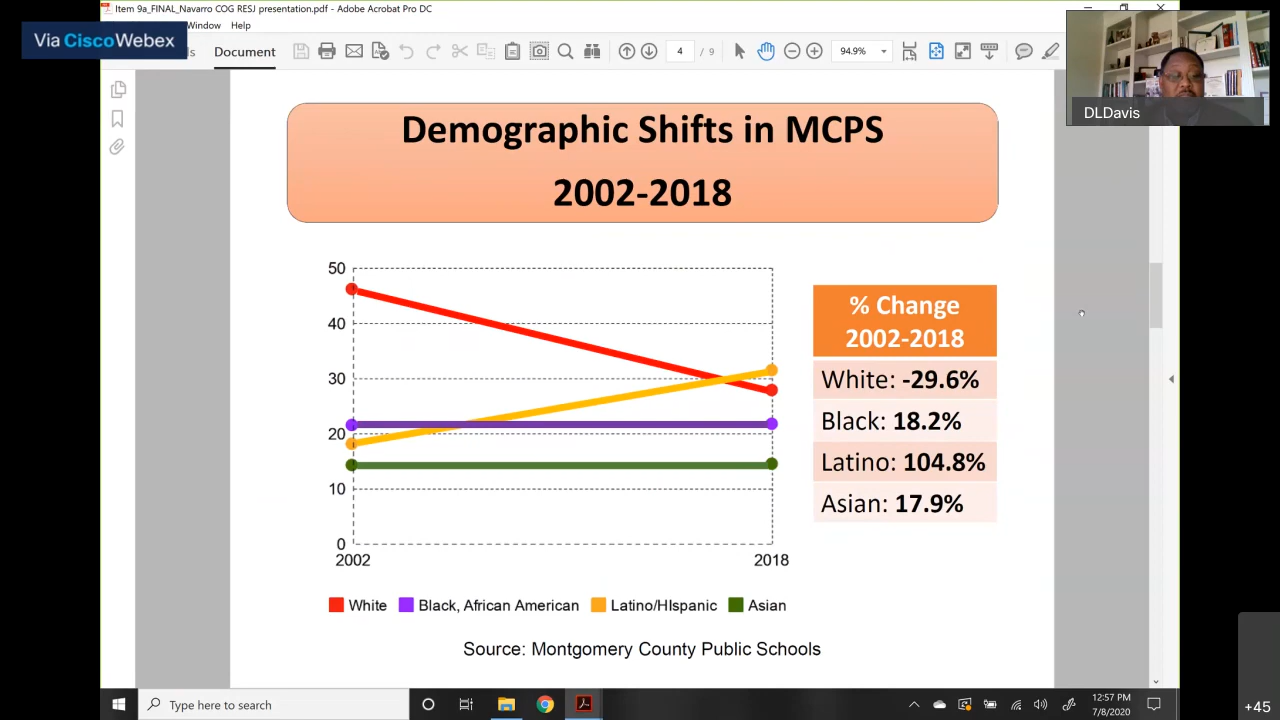 Item 9a_FINAL_Navarro COG RESJ presentation.pdf - Adobe Acrobat Pro DC
Window Help
Via CiscoWebex
Document
4 / 9
94.9%
DLDavis
Demographic Shifts in MCPS
2002-2018
50
40
30
20
10
0
2002
2018
White
Black, African American
Latino/HIspanic
Asian
% Change
2002-2018
White: -29.6%
Black: 18.2%
Latino: 104.8%
Asian: 17.9%
Source: Montgomery County Public Schools
Type here to search
12:57 PM
7/8/2020
+45